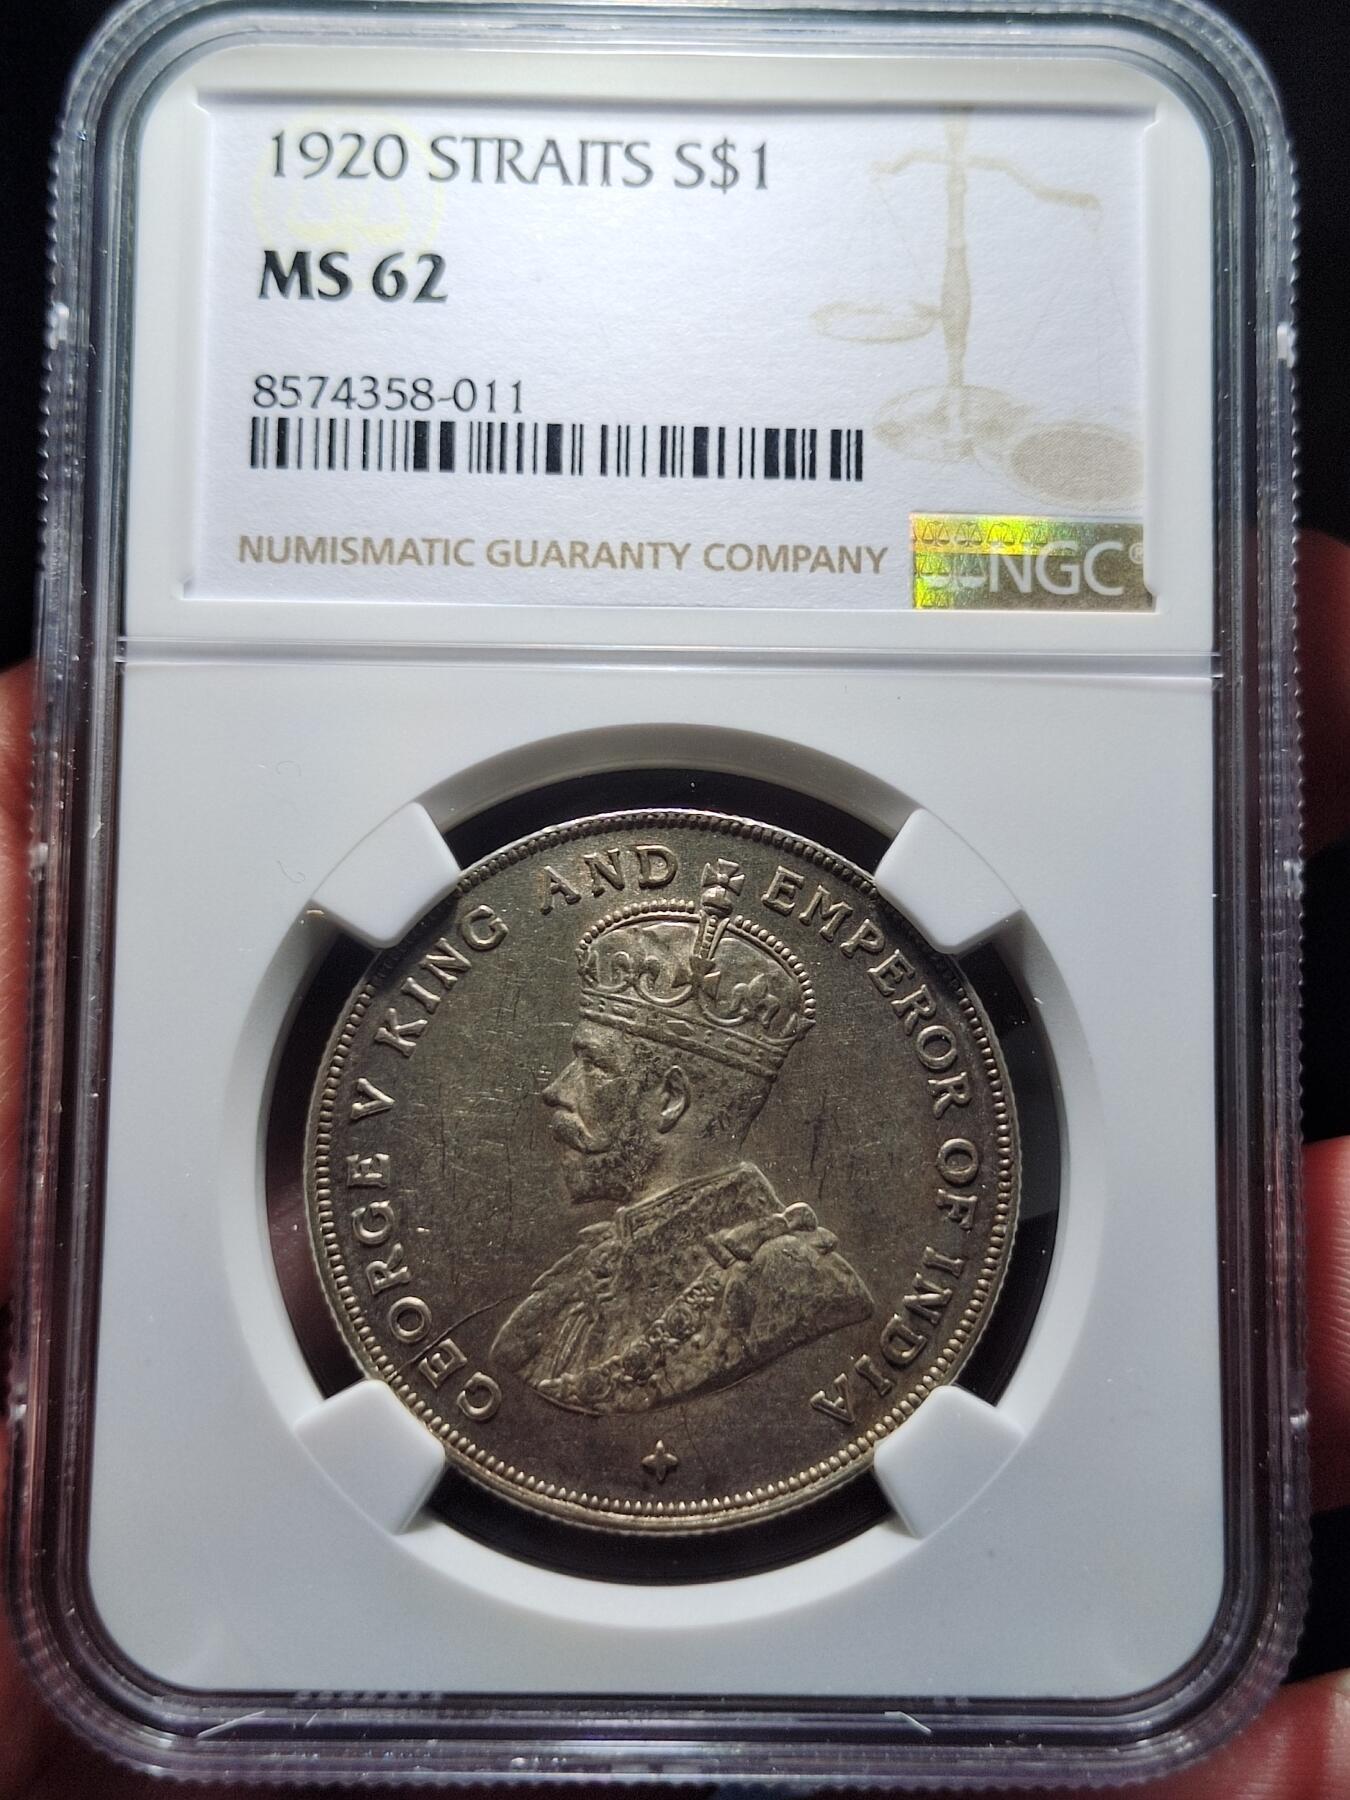 1920 STRAITS S$1
MS 62
8574358-011
NUMISMATIC GUARANTY COMPANY
NGC®
GEORGE V KING AND EMPEROR OF INDIA